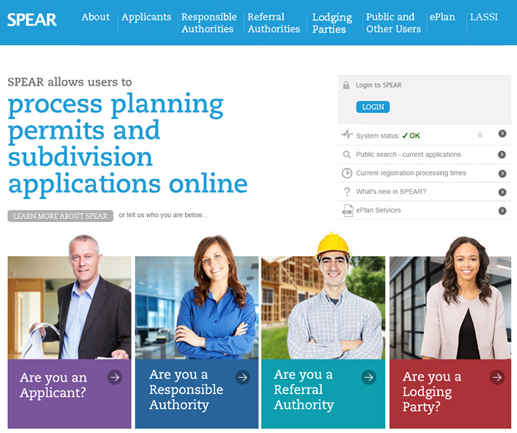 SPEAR
About
Applicants
Responsible
Authorities
Referral
Authorities
Lodging
Parties
Public and
Other Users
ePlan
LASSI
SPEAR allows users to
process planning
permits and
subdivision
applications online
LEARN MORE ABOUT SPEAR or tell us who you are below...
Login to SPEAR
LOGIN
System status: ✓ OK
Public search - current applications
Current registration processing times
What's new in SPEAR?
ePlan Services
Are you an
Applicant?
Are you a
Responsible
Authority
Are you a
Referral
Authority
Are you a
Lodging
Party?